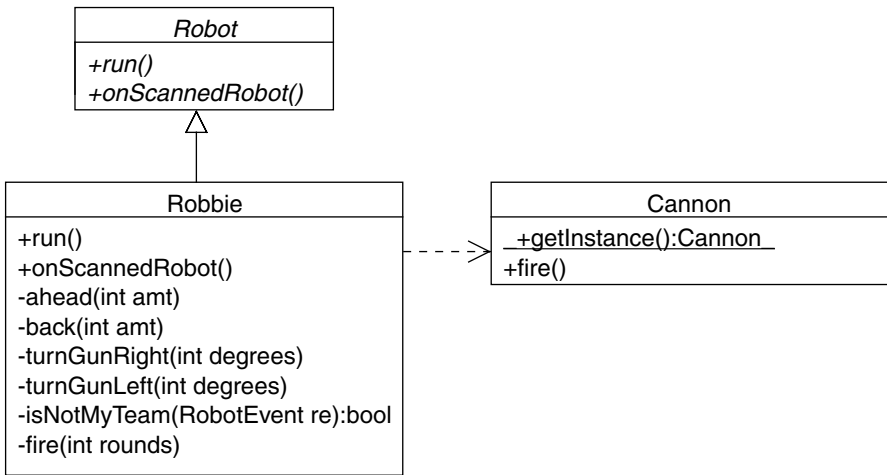 Robot
+run()
+onScannedRobot()
Robbie
+run()
+onScannedRobot()
-ahead(int amt)
-back(int amt)
-turnGunRight(int degrees)
-turnGunLeft(int degrees)
-isNotMyTeam(RobotEvent re):bool
-fire(int rounds)
Cannon
_+getInstance():Cannon_
+fire()